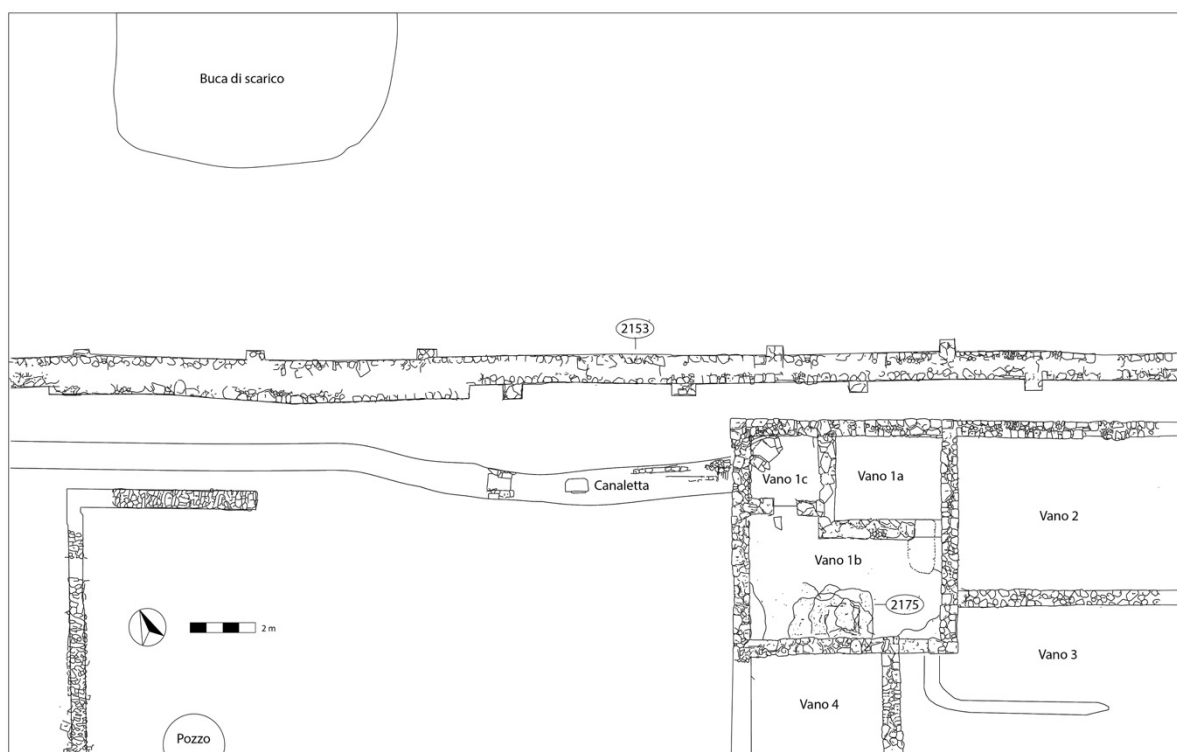 Buca di scarico
2153
Canaletta
Vano 1c
Vano 1a
Vano 2
Vano 1b
2175
2 m
Vano 3
Vano 4
Pozzo